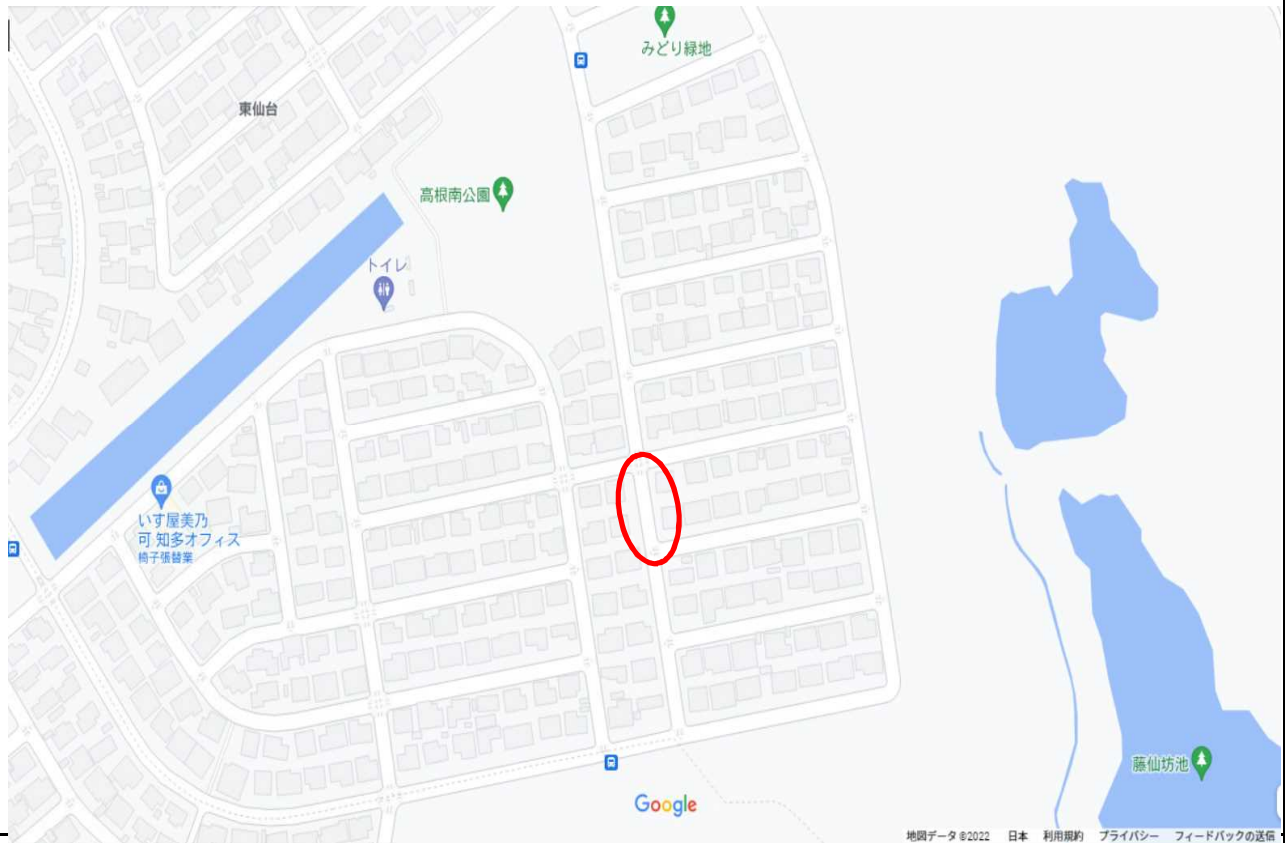 みどり緑地
東仙台
高根南公園
トイレ
いす屋美乃
可 知多オフィス
椅子張替業
藤仙坊池
Google
地図データ ©2022 日本 利用規約 プライバシー フィードバックの送信